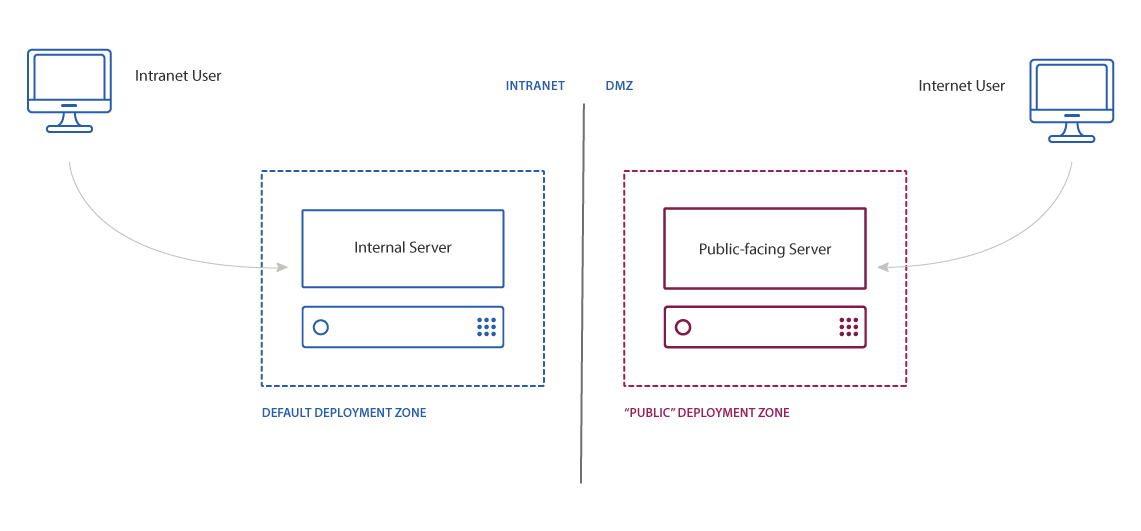 Intranet User
INTRANET
DMZ
Internet User
Internal Server
Public-facing Server
DEFAULT DEPLOYMENT ZONE
“PUBLIC” DEPLOYMENT ZONE